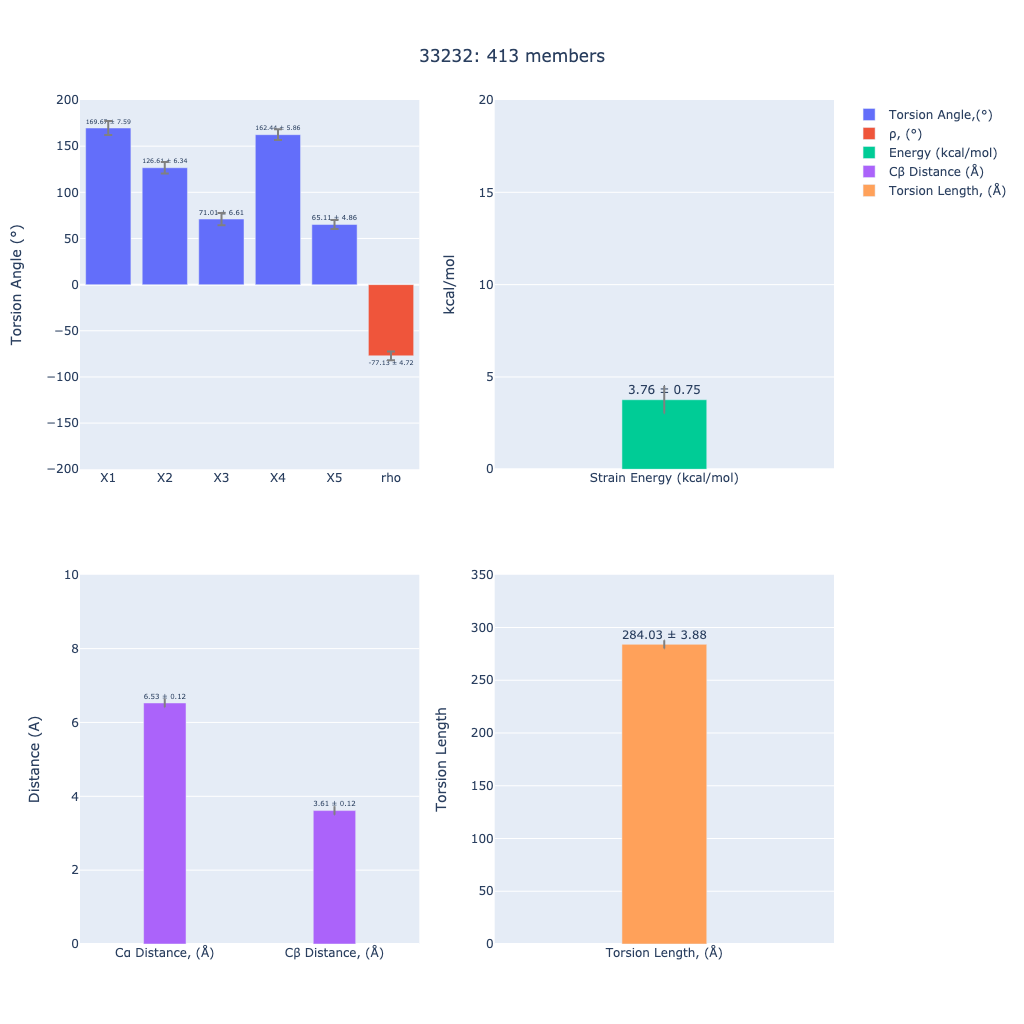 33232: 413 members
200
150
100
50
0
−50
−100
−150
−200
Torsion Angle (°)
126.61 ± 6.34
71.01 ± 6.61
162.44 ± 5.86
65.11 ± 4.86
-77.13 ± 4.72
X1 X2 X3 X4 X5 rho
20
15
10
5
0
kcal/mol
3.76 ± 0.75
Strain Energy (kcal/mol)
Torsion Angle,(°)
ρ, (°)
Energy (kcal/mol)
Cβ Distance (Å)
Torsion Length, (Å)
10
8
6
4
2
0
Distance (A)
6.53 ± 0.12
3.61 ± 0.12
Cα Distance, (Å) Cβ Distance, (Å)
350
300
250
200
150
100
50
0
Torsion Length
284.03 ± 3.88
Torsion Length, (Å)